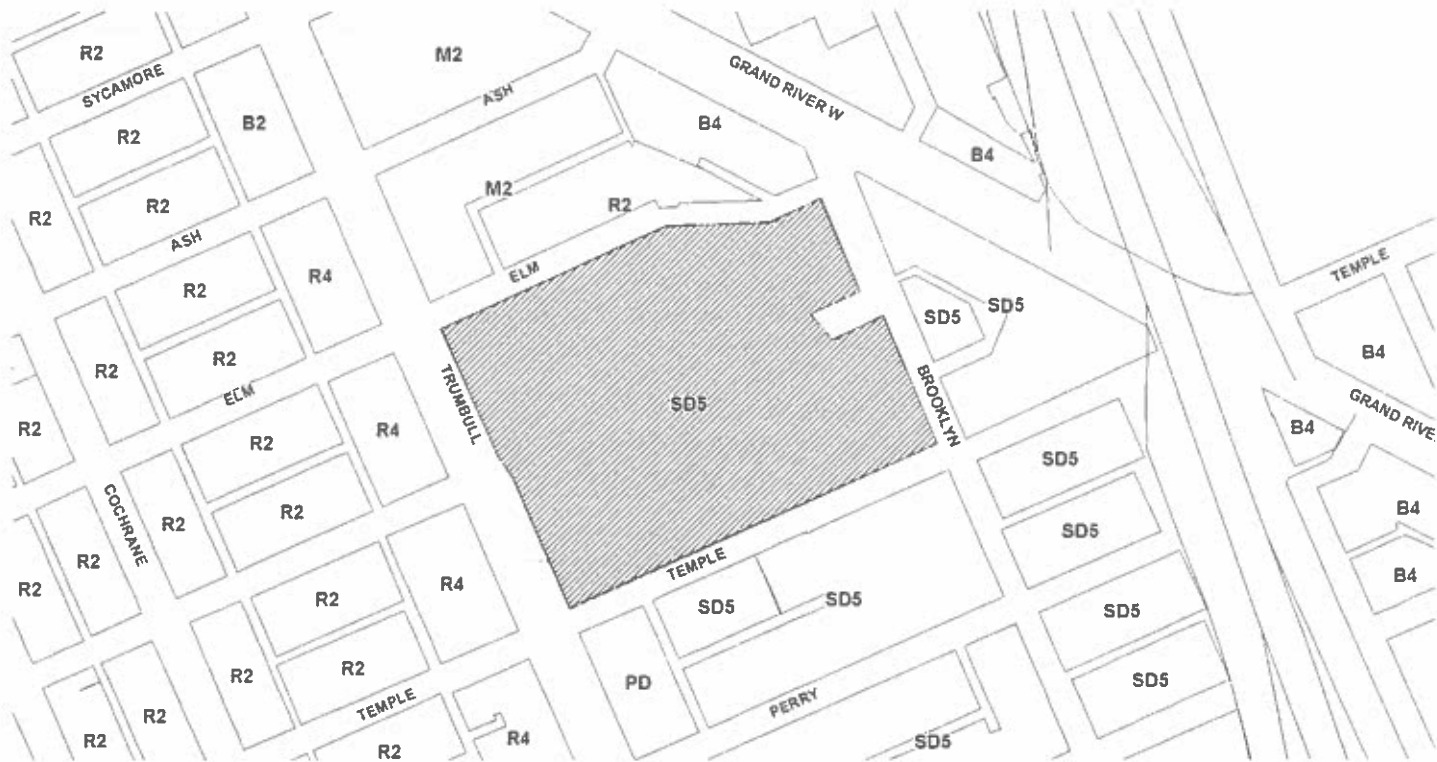 R2
M2
SYCAMORE
GRAND RIVER W
ASH
B2
R2
B4
B4
R2
M2
R2
R2
ASH
TEMPLE
ELM
R4
R2
SD5
SD5
B4
R2
R2
ELM
TRUMBULL
SD5
BROOKLYN
GRAND RIVE
R2
R4
R2
B4
SD5
COCHRANE
R2
R2
B4
SD5
R2
TEMPLE
R2
R2
R4
SD5
SD5
SD5
B4
R2
R2
PD
SD5
TEMPLE
PERRY
R2
R2
R2
R4
SD5